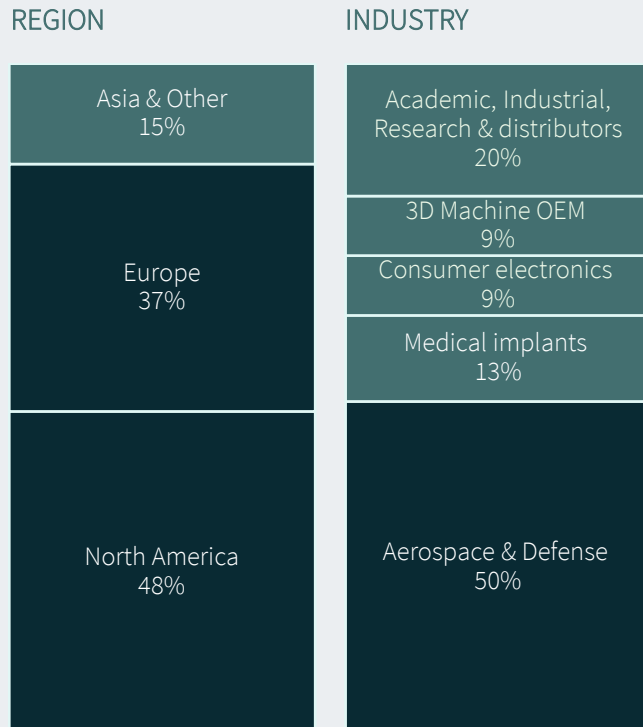 REGION
Asia & Other
15%
Europe
37%
North America
48%
INDUSTRY
Academic, Industrial,
Research & distributors
20%
3D Machine OEM
9%
Consumer electronics
9%
Medical implants
13%
Aerospace & Defense
50%